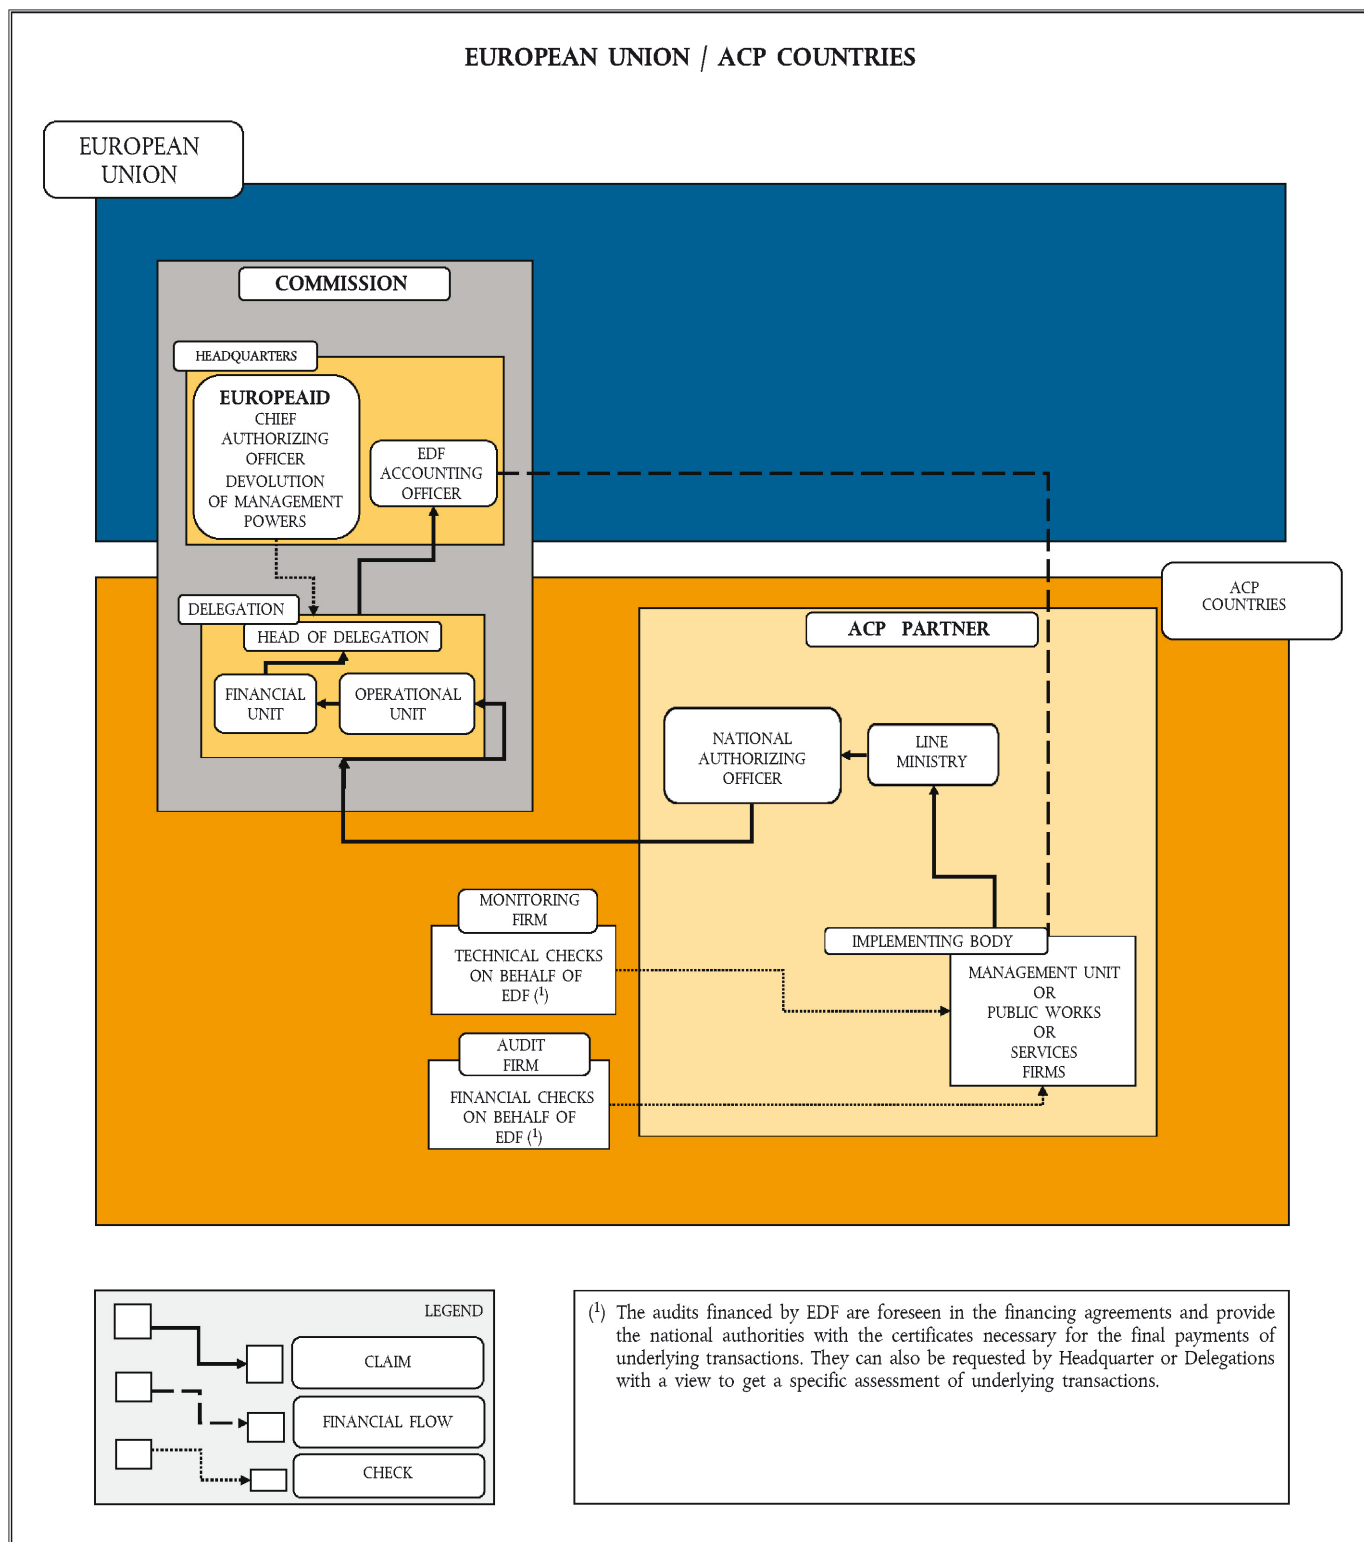 EUROPEAN UNION / ACP COUNTRIES
EUROPEAN
UNION
COMMISSION
HEADQUARTERS
EUROPEAID
CHIEF
AUTHORIZING
OFFICER
DEVOLUTION
OF MANAGEMENT
POWERS
EDF
ACCOUNTING
OFFICER
ACP
COUNTRIES
DELEGATION
HEAD OF DELEGATION
FINANCIAL
UNIT
OPERATIONAL
UNIT
ACP PARTNER
NATIONAL
AUTHORIZING
OFFICER
LINE
MINISTRY
MONITORING
FIRM
TECHNICAL CHECKS
ON BEHALF OF
EDF (¹)
IMPLEMENTING BODY
MANAGEMENT UNIT
OR
PUBLIC WORKS
OR
SERVICES
FIRMS
AUDIT
FIRM
FINANCIAL CHECKS
ON BEHALF OF
EDF (¹)
LEGEND
CLAIM
FINANCIAL FLOW
CHECK
(¹) The audits financed by EDF are foreseen in the financing agreements and provide
the national authorities with the certificates necessary for the final payments of
underlying transactions. They can also be requested by Headquarter or Delegations
with a view to get a specific assessment of underlying transactions.